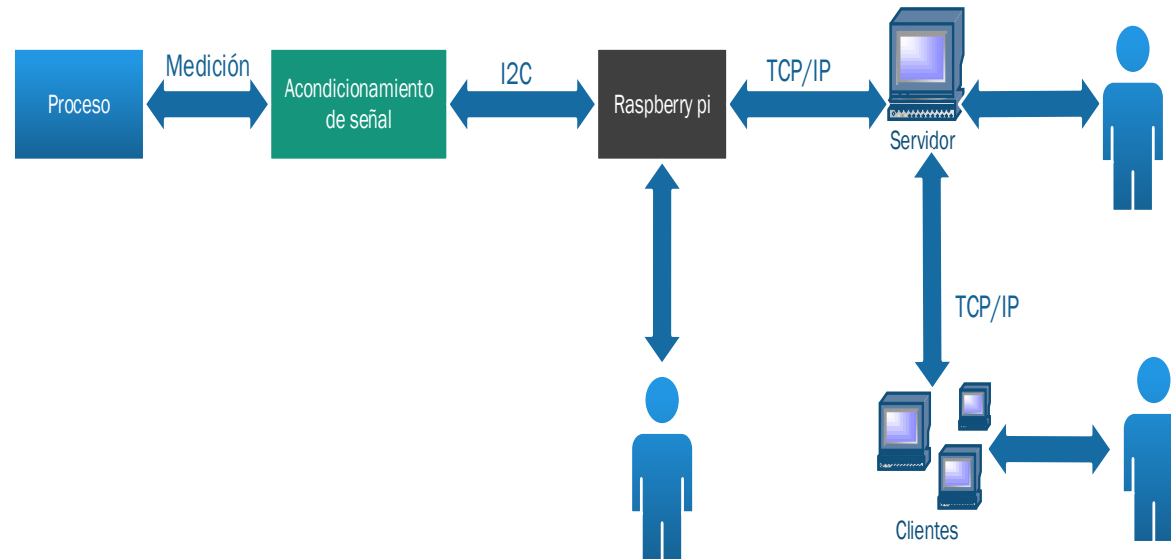 Proceso
Medición
Acondicionamiento
de señal
I2C
Raspberry pi
TCP/IP
Servidor
TCP/IP
Clientes